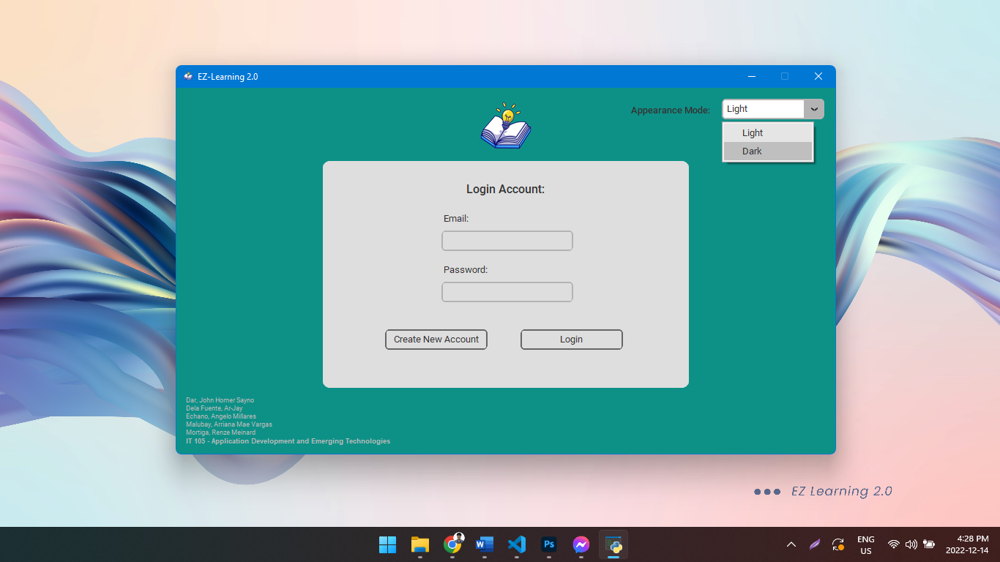 EZ-Learning 2.0
Appearance Mode:
Light
Light
Dark
Login Account:
Email:
Password:
Create New Account
Login
Dar, John Homer Sayno
Dela Fuente, Ar-Jay
Echano, Angelo Millares
Malubay, Arriana Mae Vargas
Mortiga, Renze Meinard
IT 105 - Application Development and Emerging Technologies
EZ Learning 2.0
W
Ps
ENG
US
4:28 PM
2022-12-14